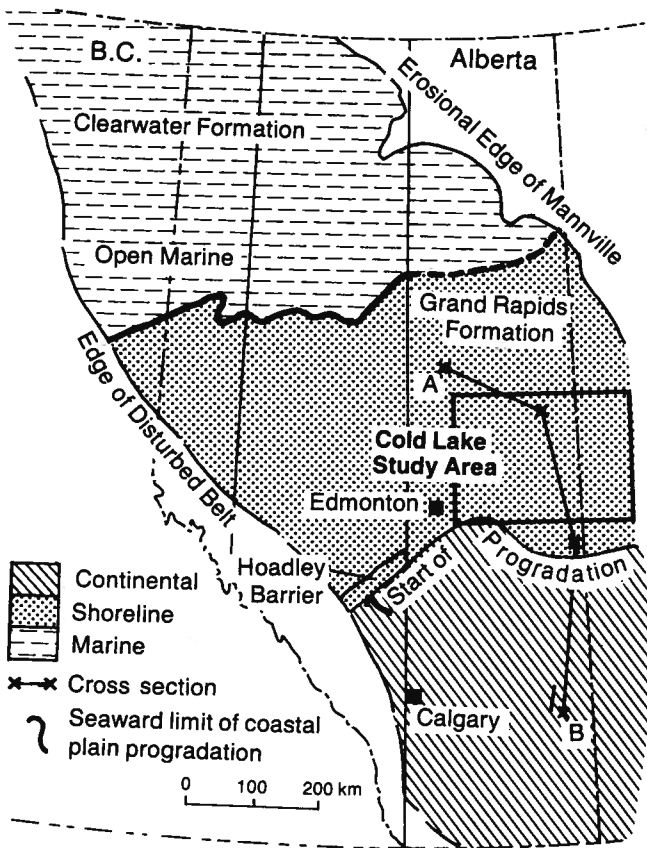 B.C.
Alberta
Erosional Edge of Mannville
Clearwater Formation
Open Marine
Grand Rapids
Formation
A
Edge of Disturbed Belt
Cold Lake
Study Area
Edmonton
Hoadley
Barrier
Start of
Progradation
Continental
Shoreline
Marine
Cross section
Seaward limit of coastal
plain progradation
Calgary
B
0 100 200 km